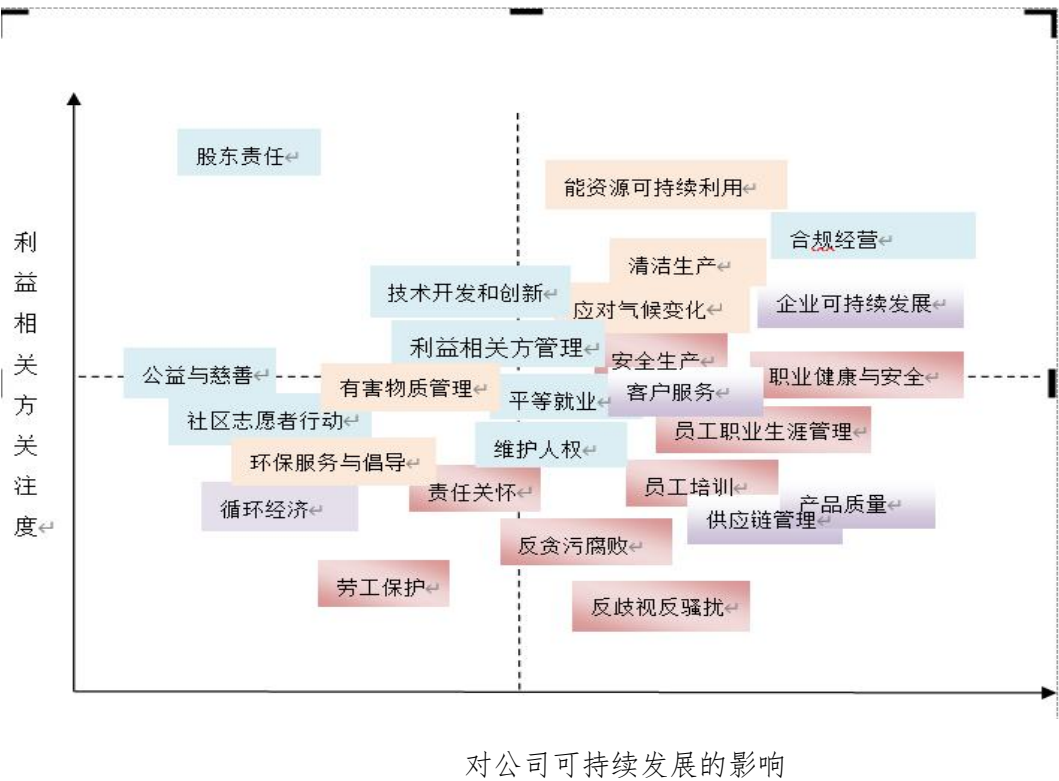 股东责任↵
能资源可持续利用↵
合规经营↵
清洁生产↵
技术开发和创新↵
应对气候变化↵
企业可持续发展↵
利益相关方管理↵
安全生产↵
公益与慈善↵
有害物质管理↵
职业健康与安全↵
平等就业↵
客户服务↵
社区志愿者行动↵
员工职业生涯管理↵
维护人权↵
环保服务与倡导↵
责任关怀↵
员工培训↵
循环经济↵
产品质量↵
供应链管理↵
反贪污腐败↵
劳工保护↵
反歧视反骚扰↵
利益相关方关注度↵
对公司可持续发展的影响